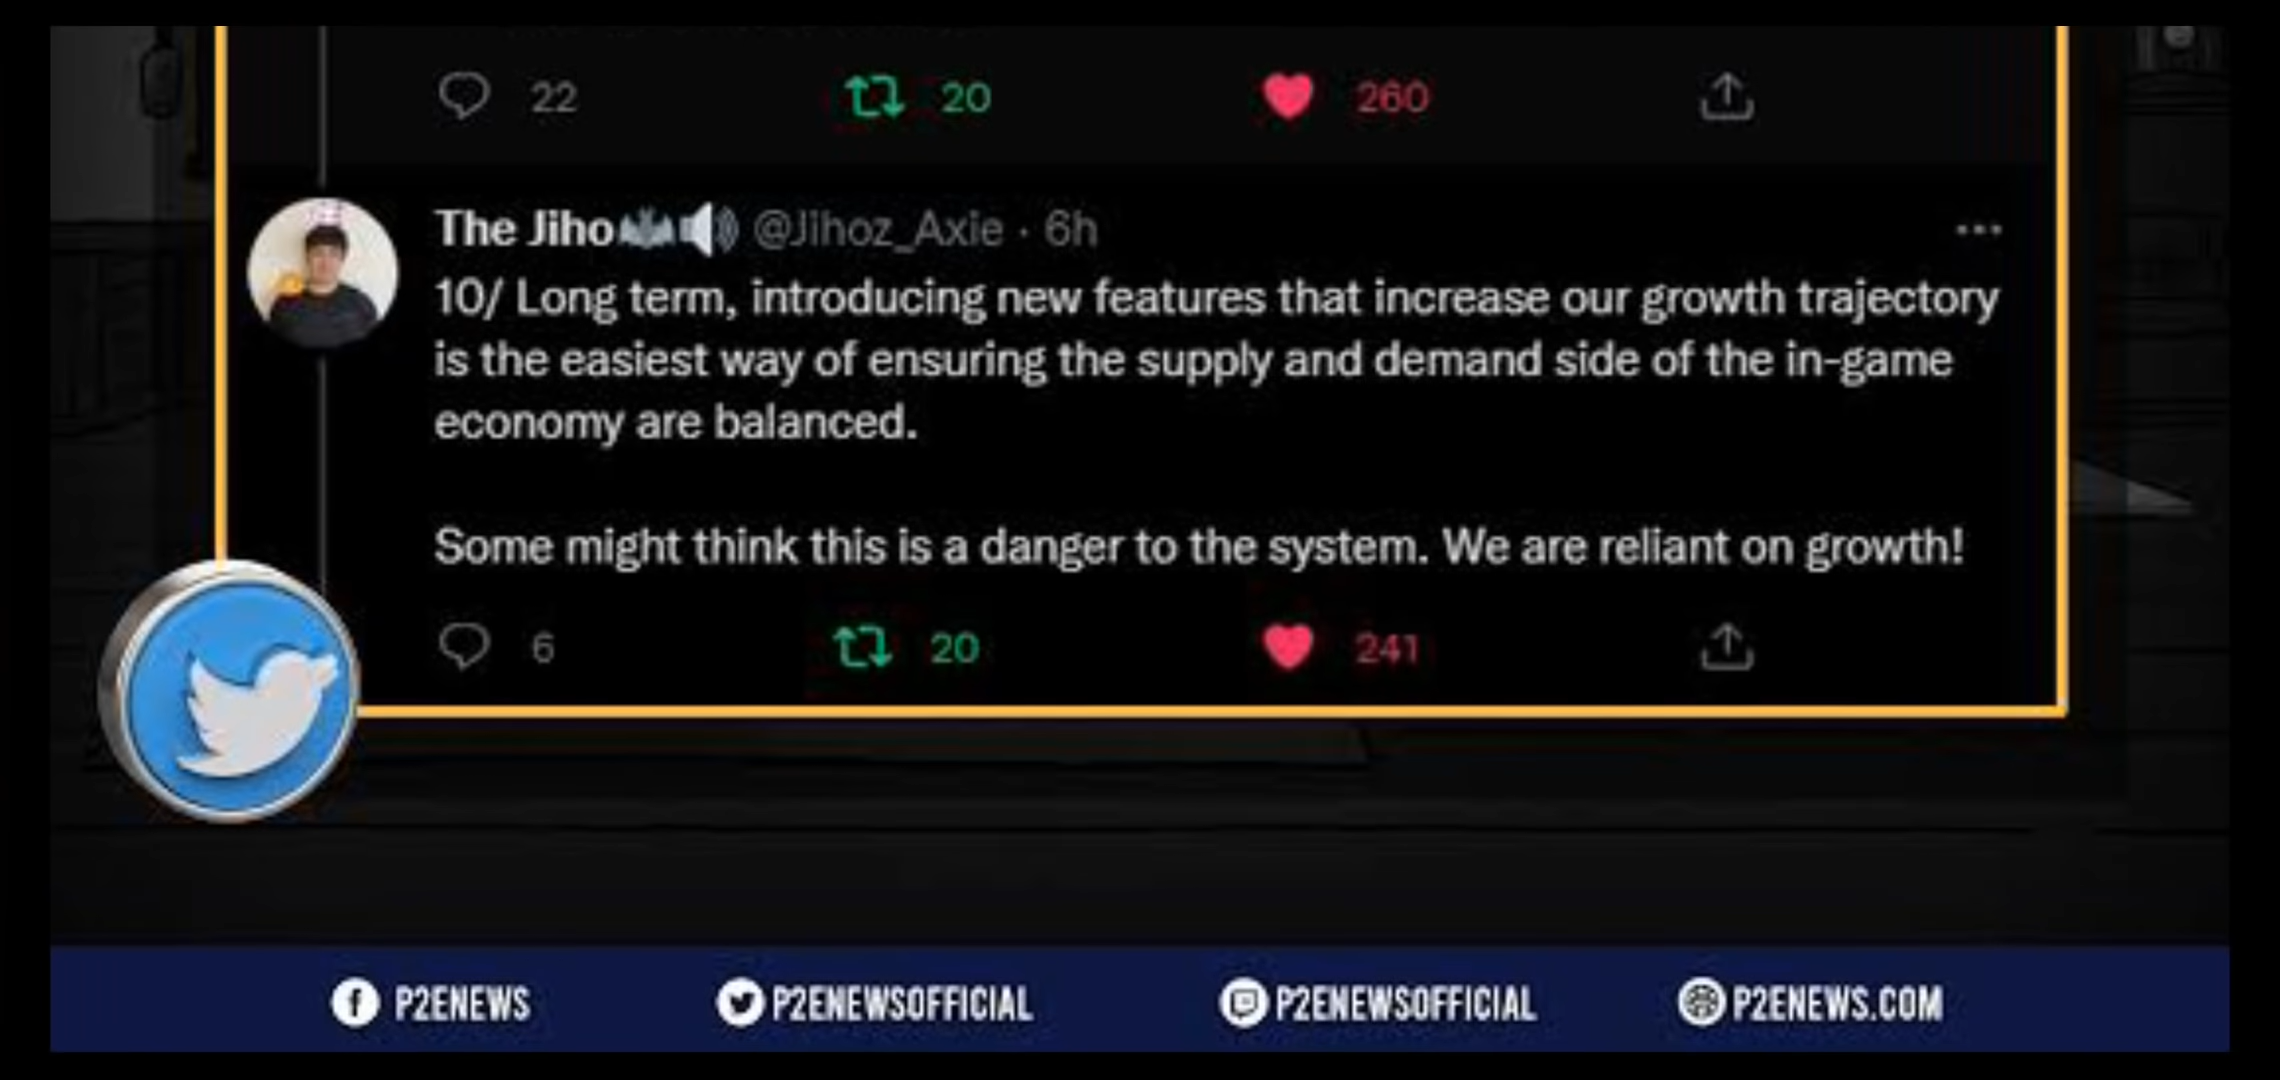 22 20 260
The Jiho @Jihoz_Axie · 6h
10/ Long term, introducing new features that increase our growth trajectory
is the easiest way of ensuring the supply and demand side of the in-game
economy are balanced.
Some might think this is a danger to the system. We are reliant on growth!
6 20 241
P2ENEWS P2ENEWSOFFICIAL P2ENEWSOFFICIAL P2ENEWS.COM